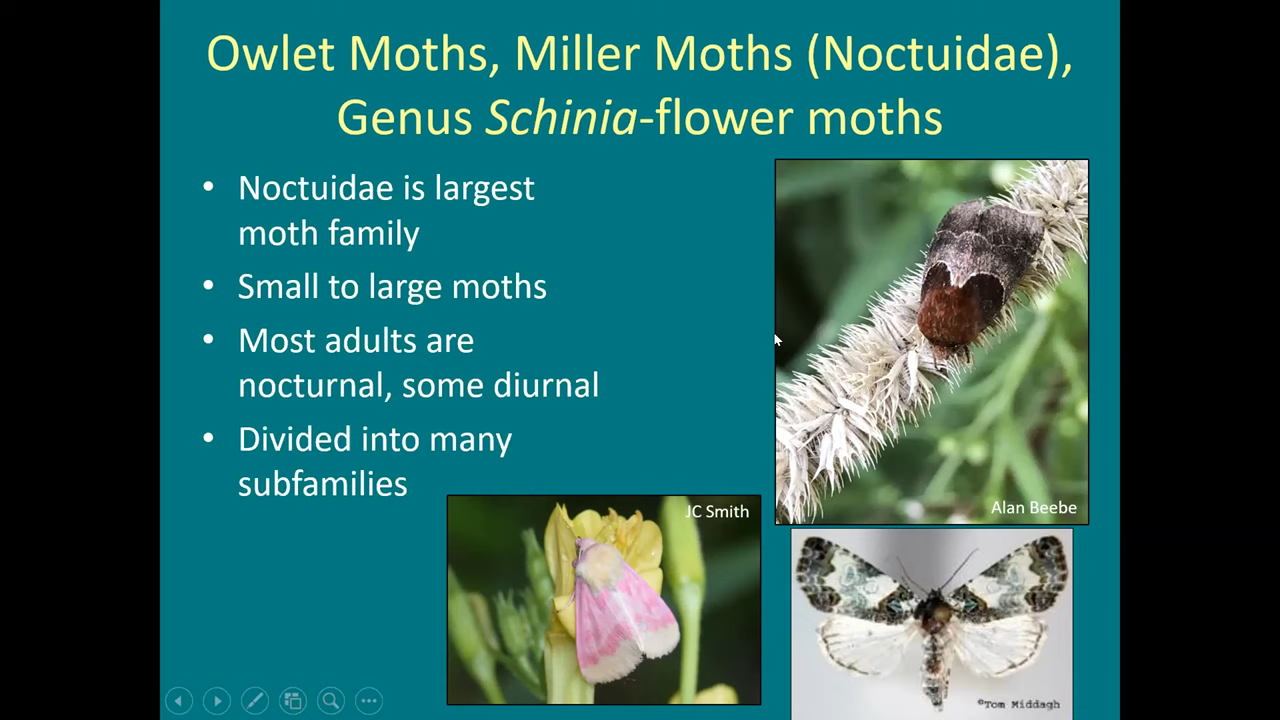 Owlet Moths, Miller Moths (Noctuidae),
Genus Schinia-flower moths
• Noctuidae is largest
moth family
• Small to large moths
• Most adults are
nocturnal, some diurnal
• Divided into many
subfamilies
JC Smith
Alan Beebe
©Tom Middagh